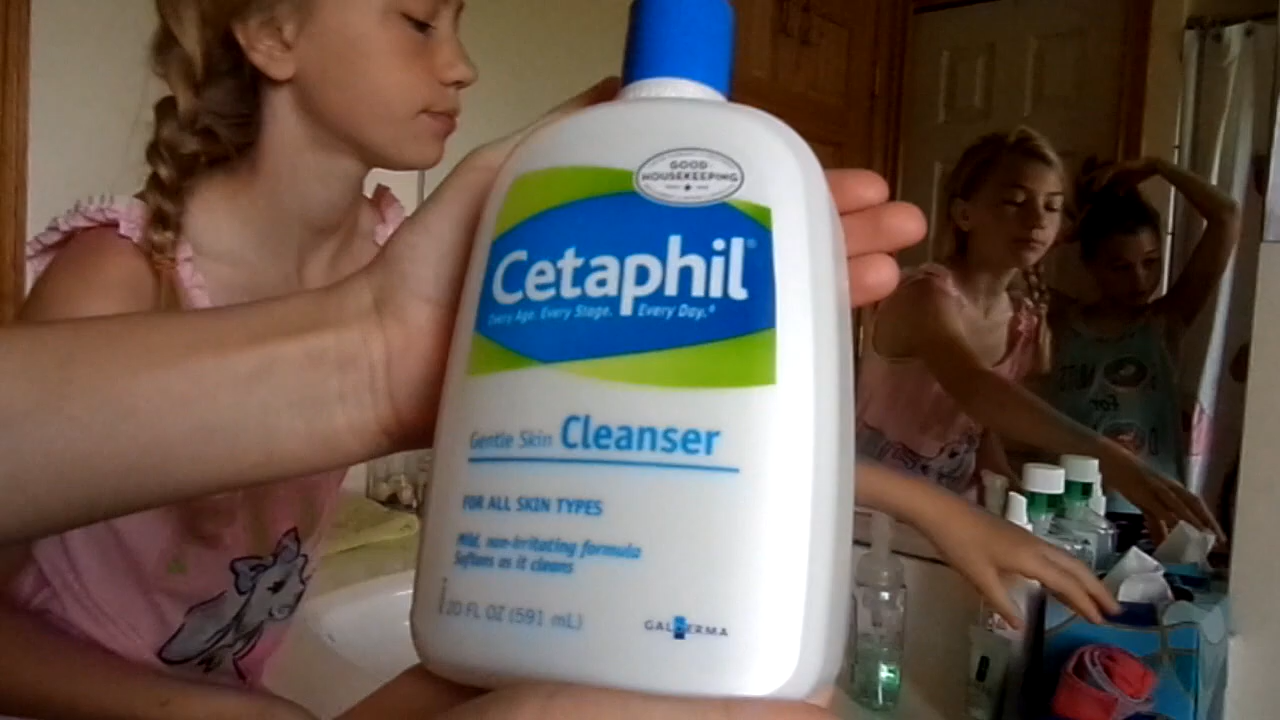 GOOD
HOUSEKEEPING
Cetaphil®
Every Age. Every Stage. Every Day.®
Gentle Skin Cleanser
FOR ALL SKIN TYPES
Mild, non-irritating formula
Softens as it cleans
20 FL OZ (591 mL)
GALDERMA
for